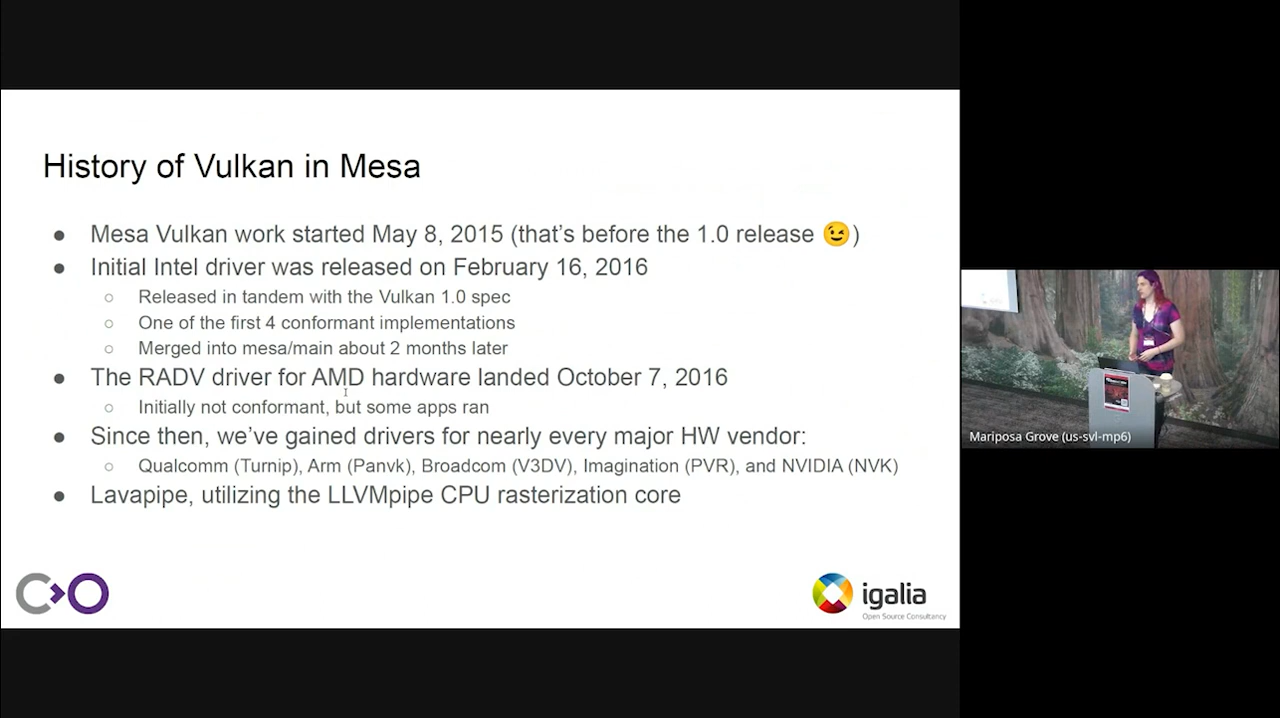 History of Vulkan in Mesa
● Mesa Vulkan work started May 8, 2015 (that's before the 1.0 release 😉)
● Initial Intel driver was released on February 16, 2016
○ Released in tandem with the Vulkan 1.0 spec
○ One of the first 4 conformant implementations
○ Merged into mesa/main about 2 months later
● The RADV driver for AMD hardware landed October 7, 2016
○ Initially not conformant, but some apps ran
● Since then, we've gained drivers for nearly every major HW vendor:
○ Qualcomm (Turnip), Arm (Panvk), Broadcom (V3DV), Imagination (PVR), and NVIDIA (NVK)
● Lavapipe, utilizing the LLVMpipe CPU rasterization core
igalia
Open Source Consultancy
Mariposa Grove (us-svl-mp6)